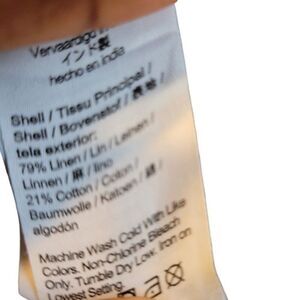 Vervaardigd in
インド製
hecho en india
Shell / Tissu Principal /
Shell / Bovenstof / 表地 /
tela exterior:
79% Linen / Lin / Leinen /
Linnen / 麻 / lino
21% Cotton / Coton /
Baumwolle / Katoen / 綿 /
algodón
Machine Wash Cold With Like
Colors. Non-Chlorine Bleach
Only. Tumble Dry Low. Iron on
Lowest Setting.